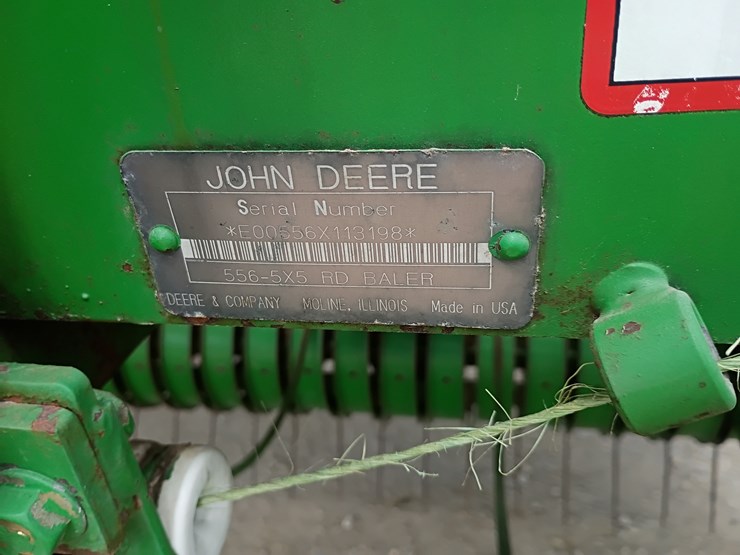 JOHN DEERE
Serial Number
*E00556X113198*
556-5X5 RD BALER
DEERE & COMPANY MOLINE, ILLINOIS Made in USA